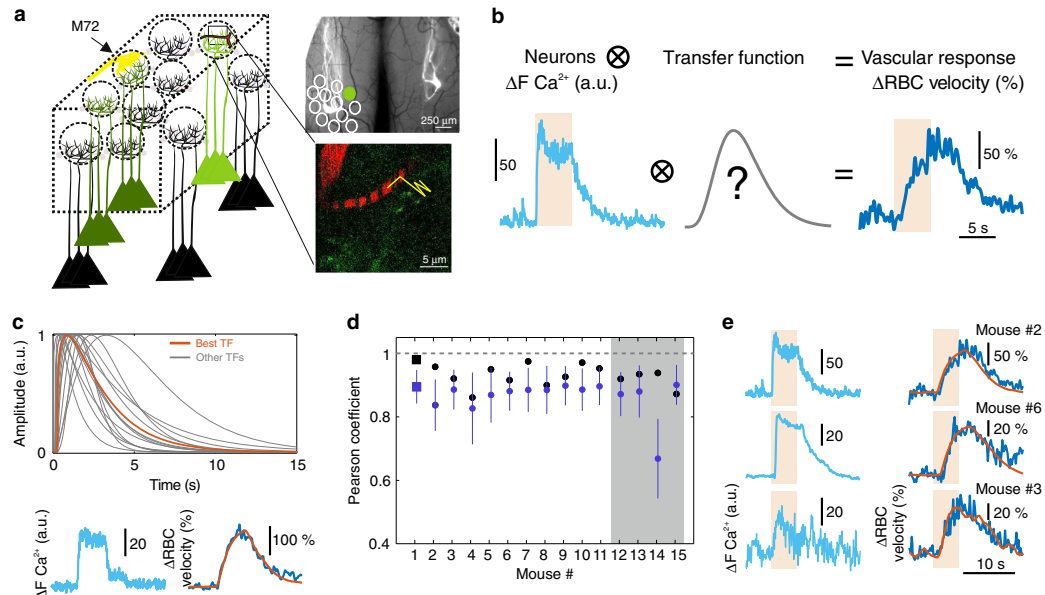 a
M72
250 µm
5 µm
b
Neurons ⊗ Transfer function = Vascular response
ΔF Ca²⁺ (a.u.)
ΔRBC velocity (%)
50
⊗
?
=
50 %
5 s
c
Amplitude (a.u.)
1
0
Best TF
Other TFs
0 5 10 15
Time (s)
ΔF Ca²⁺ (a.u.)
20
ΔRBC
velocity (%)
100 %
d
Pearson coefficient
1
0.8
0.6
0.4
1 2 3 4 5 6 7 8 9 10 11 12 13 14 15
Mouse #
e
50
Mouse #2
50 %
20
Mouse #6
20 %
ΔF Ca²⁺ (a.u.)
20
ΔRBC
velocity (%)
Mouse #3
20 %
10 s